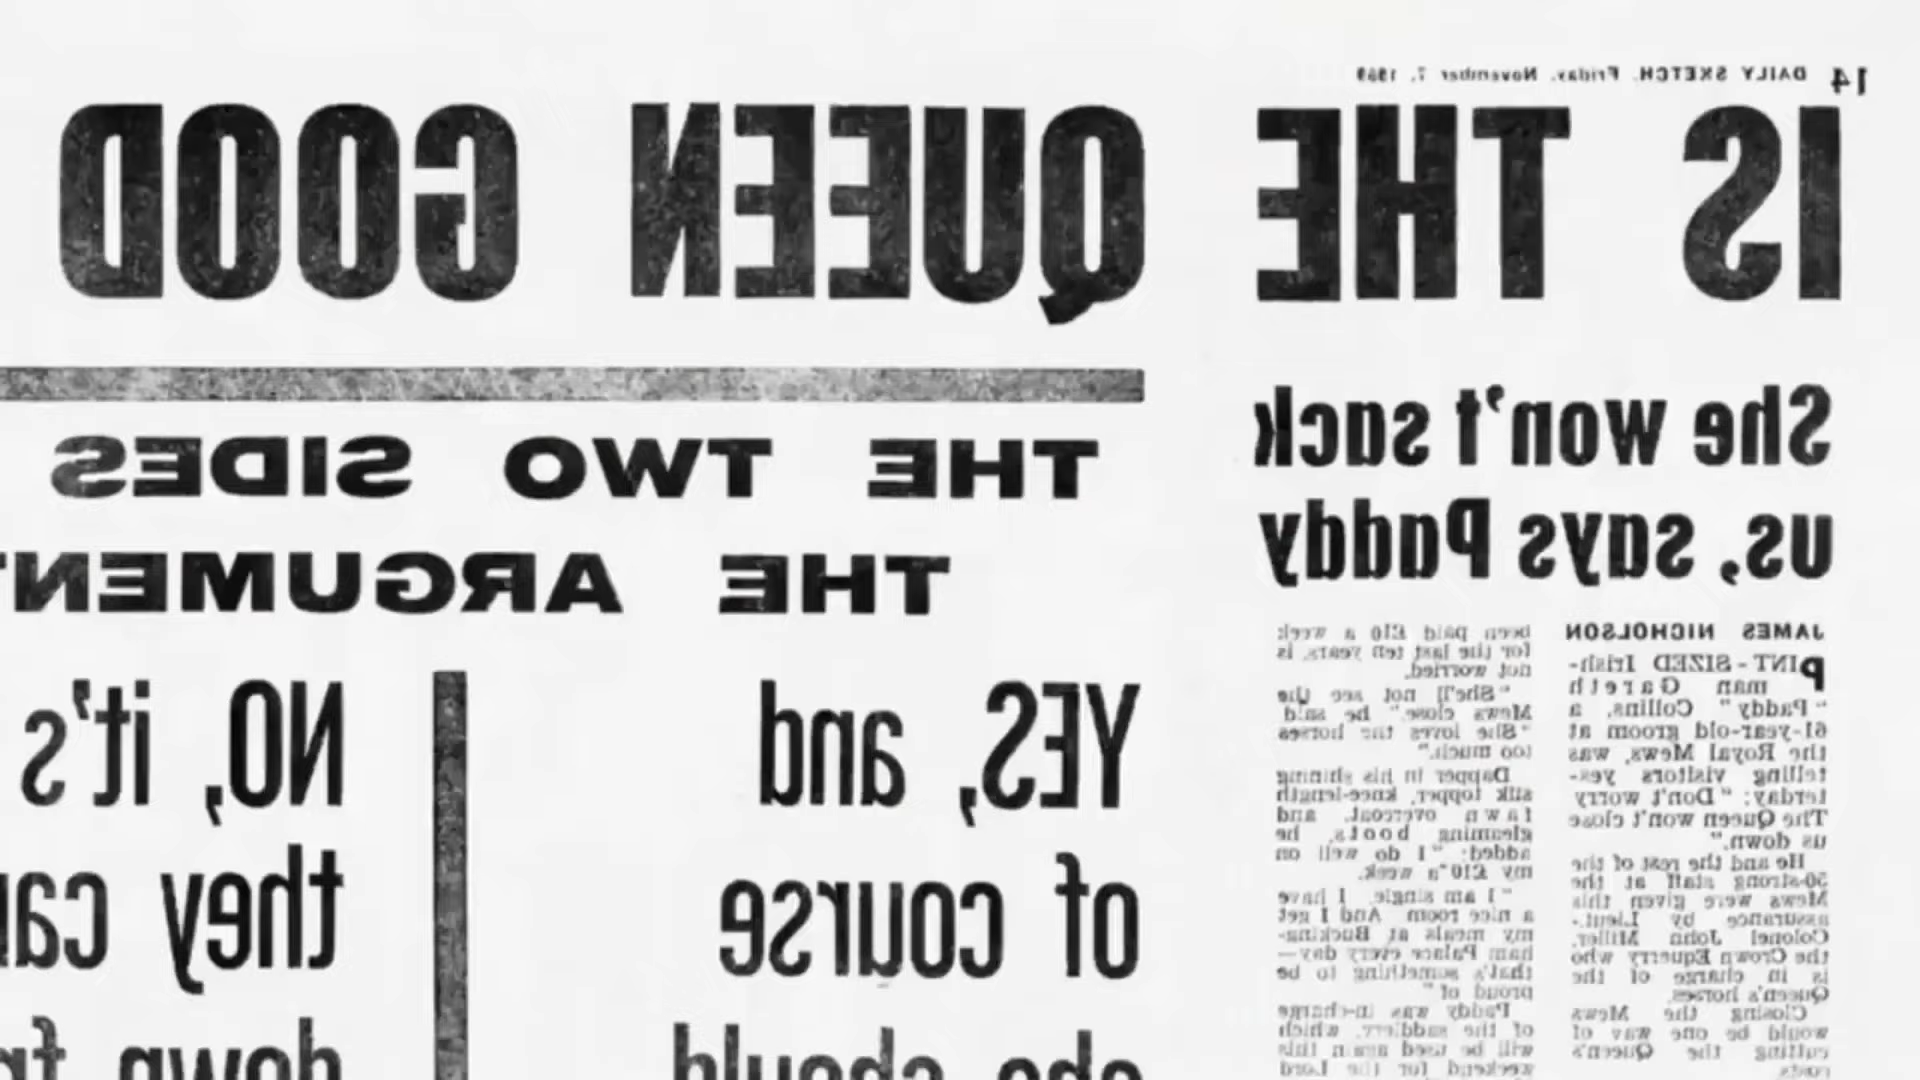 14 DAILY SKETCH, Friday, November 7, 1969
IS THE QUEEN GOOD
She won't sack
us, says Paddy
JAMES NICHOLSON
PINT-SIZED Irish-
man Gareth
"Paddy" Collins, a
61-year-old groom at
the Royal Mews, was
telling visitors yes-
terday: "Don't worry
The Queen won't close
us down."
He and the rest of the
50-strong staff at the
Mews were given this
assurance by Lieut.-
Colonel John Miller,
the Crown Equerry who
is in charge of the
Queen's horses.
Closing the Mews
would be one way of
cutting the Queen's
costs.
been paid £10 a week
for the last ten years, is
not worried.
"She'll not see the
Mews close," he said
"She loves the horses
too much."
Dapper in his shining
silk topper, knee-length
fawn overcoat, and
gleaming boots, he
added: "I do well on
my £10 a week.
"I am single. I have
a nice room And I get
my meals at Bucking-
ham Palace every day—
that's something to be
proud of"
Paddy was in-charge
of the saddlery, which
will be used again this
weekend for the Lord
THE TWO SIDES
THE ARGUMENT
YES, and
of course
she should
NO, it's
they
down